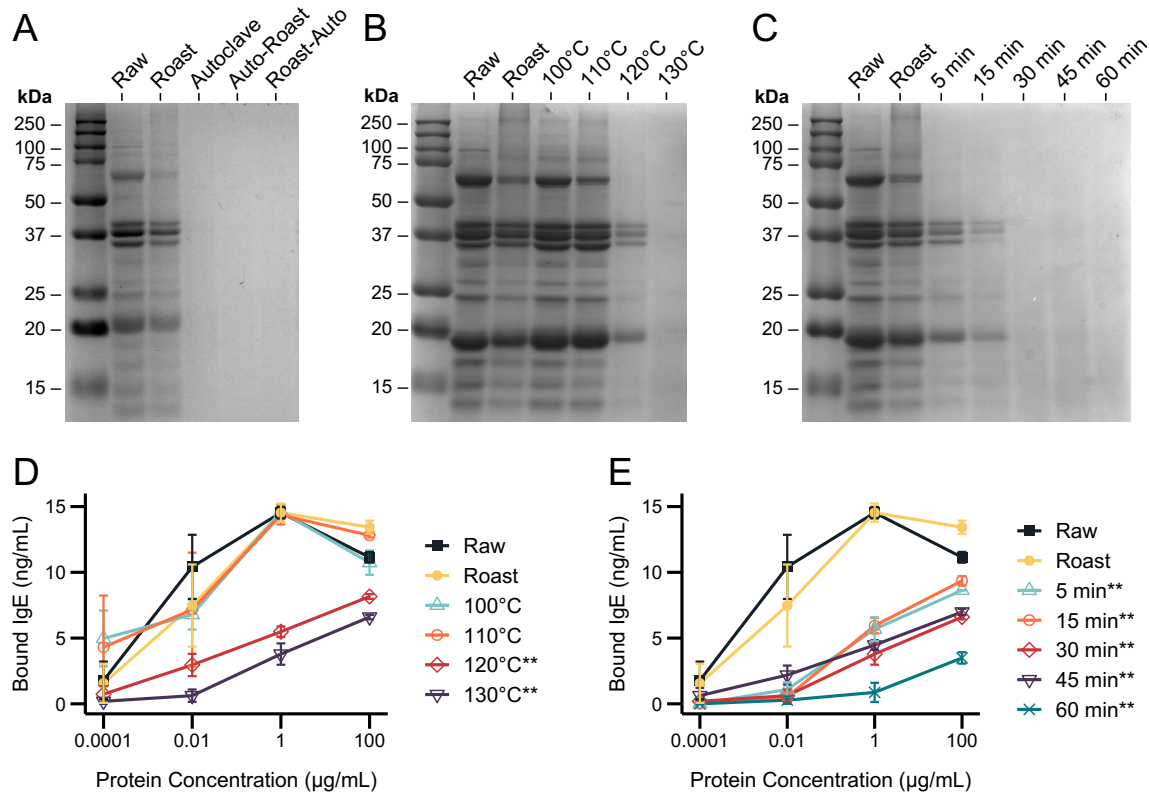 A
Raw
Roast
Autoclave
Auto-Roast
Roast-Auto
kDa
250
100
75
50
37
25
20
15
B
Raw
Roast
100°C
110°C
120°C
130°C
kDa
250
100
75
50
37
25
20
15
C
Raw
Roast
5 min
15 min
30 min
45 min
60 min
kDa
250
100
75
50
37
25
20
15
D
Bound IgE (ng/mL)
15
10
5
0
0.0001 0.01 1 100
Protein Concentration (µg/mL)
Raw
Roast
100°C
110°C
120°C**
130°C**
E
Bound IgE (ng/mL)
15
10
5
0
0.0001 0.01 1 100
Protein Concentration (µg/mL)
Raw
Roast
5 min**
15 min**
30 min**
45 min**
60 min**